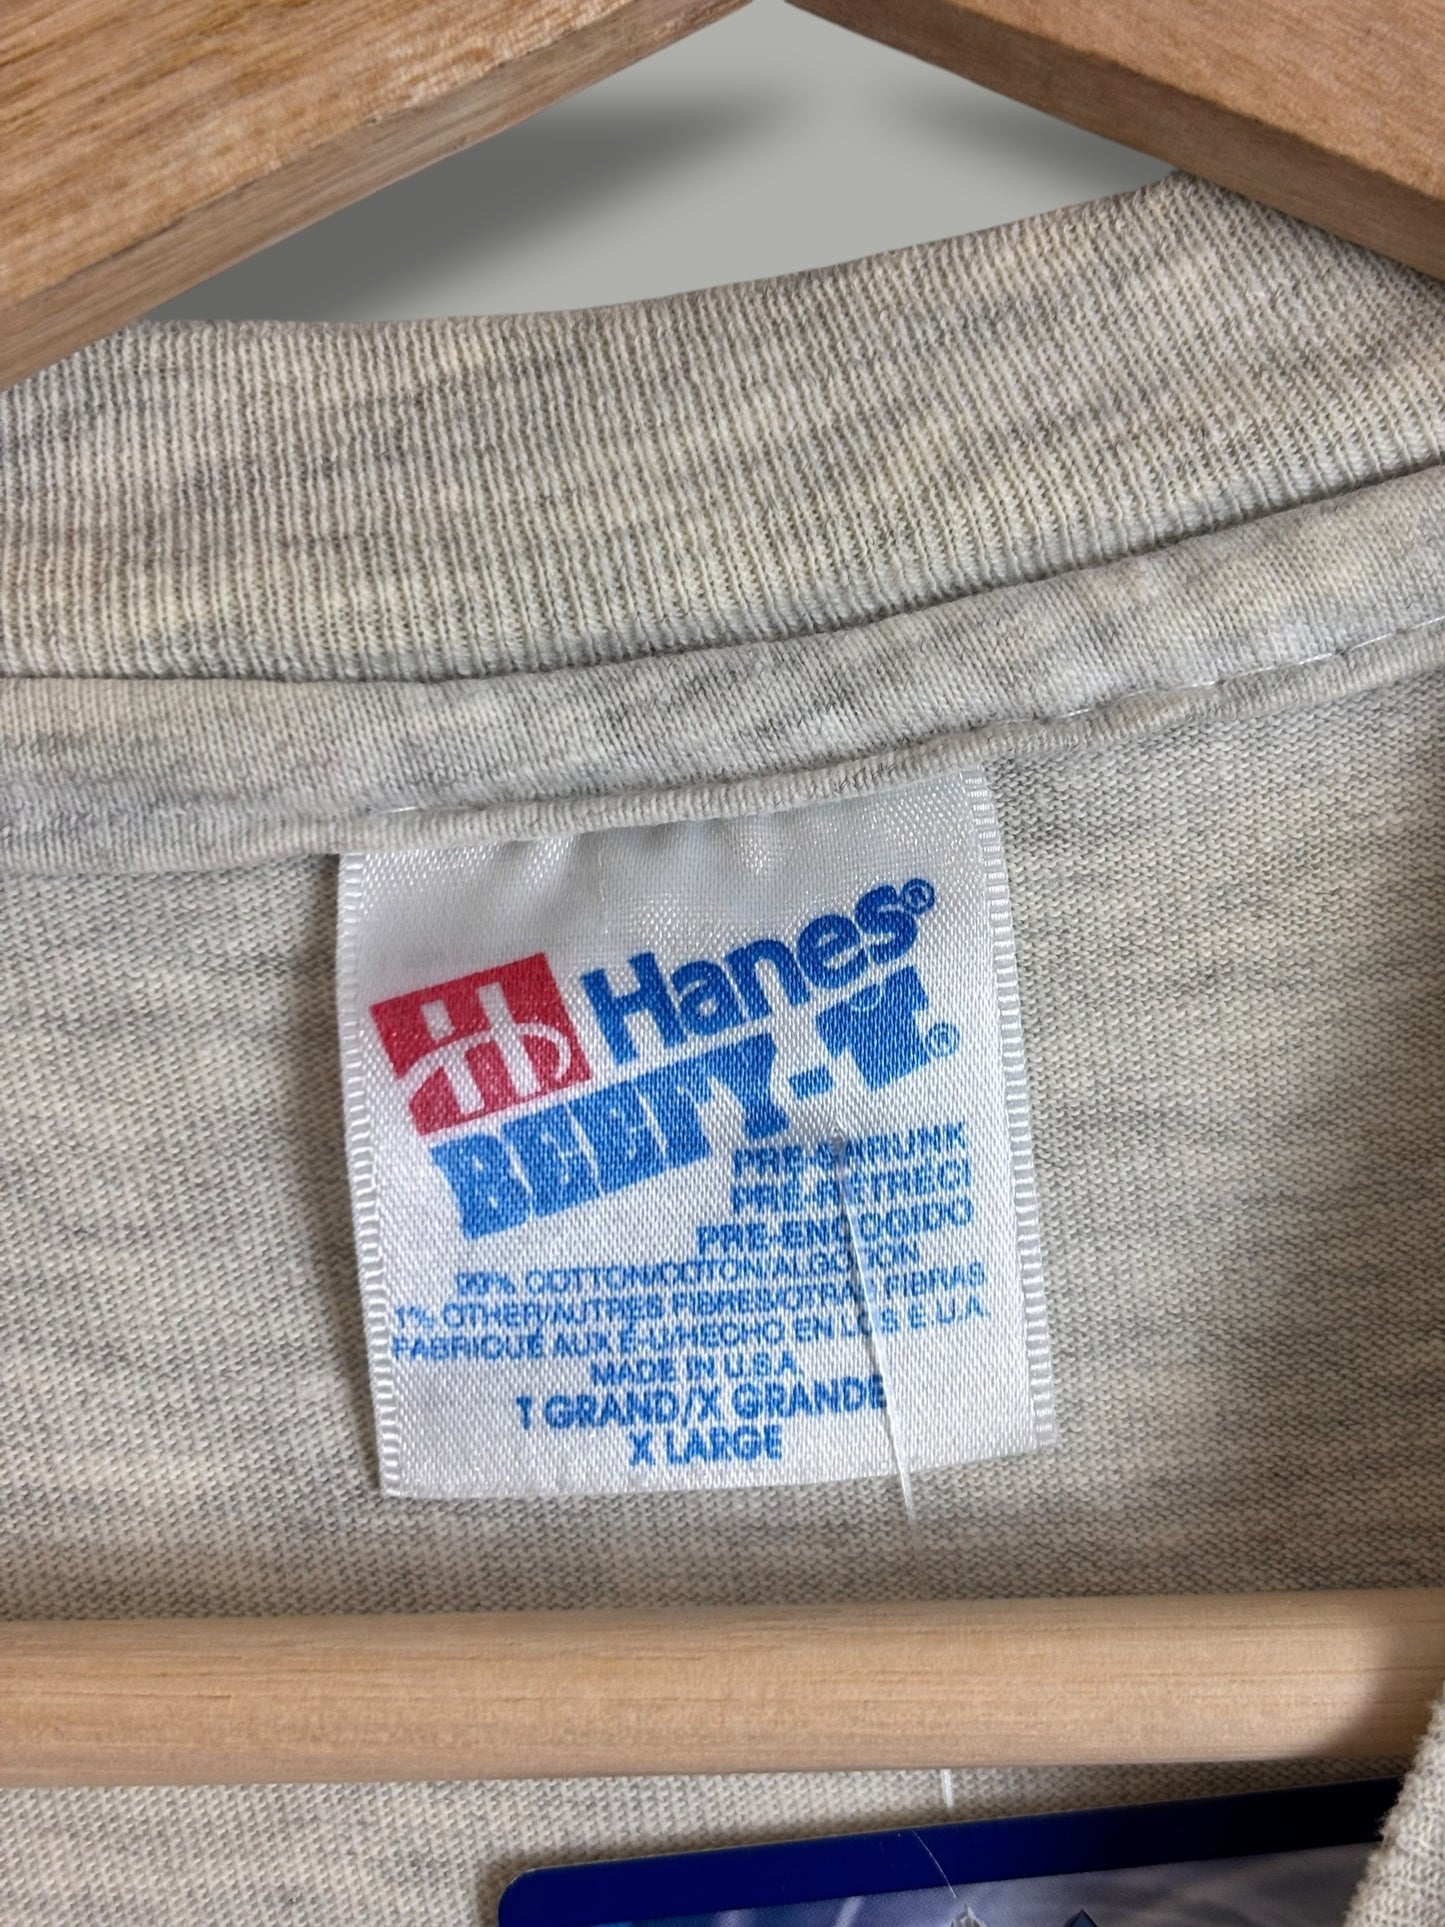 Hanes®
BEEFY-T®
PRE-SHRUNK
PRÉ-RÉTRÉCI
PRE-ENCOGIDO
99% COTTON/COTON/ALGODON
1% OTHER/AUTRES FIBRES/OTRAS FIBRAS
FABRIQUÉ AUX É-U/HECHO EN LOS E U A
MADE IN U.S.A
T GRAND/X GRANDE
X LARGE